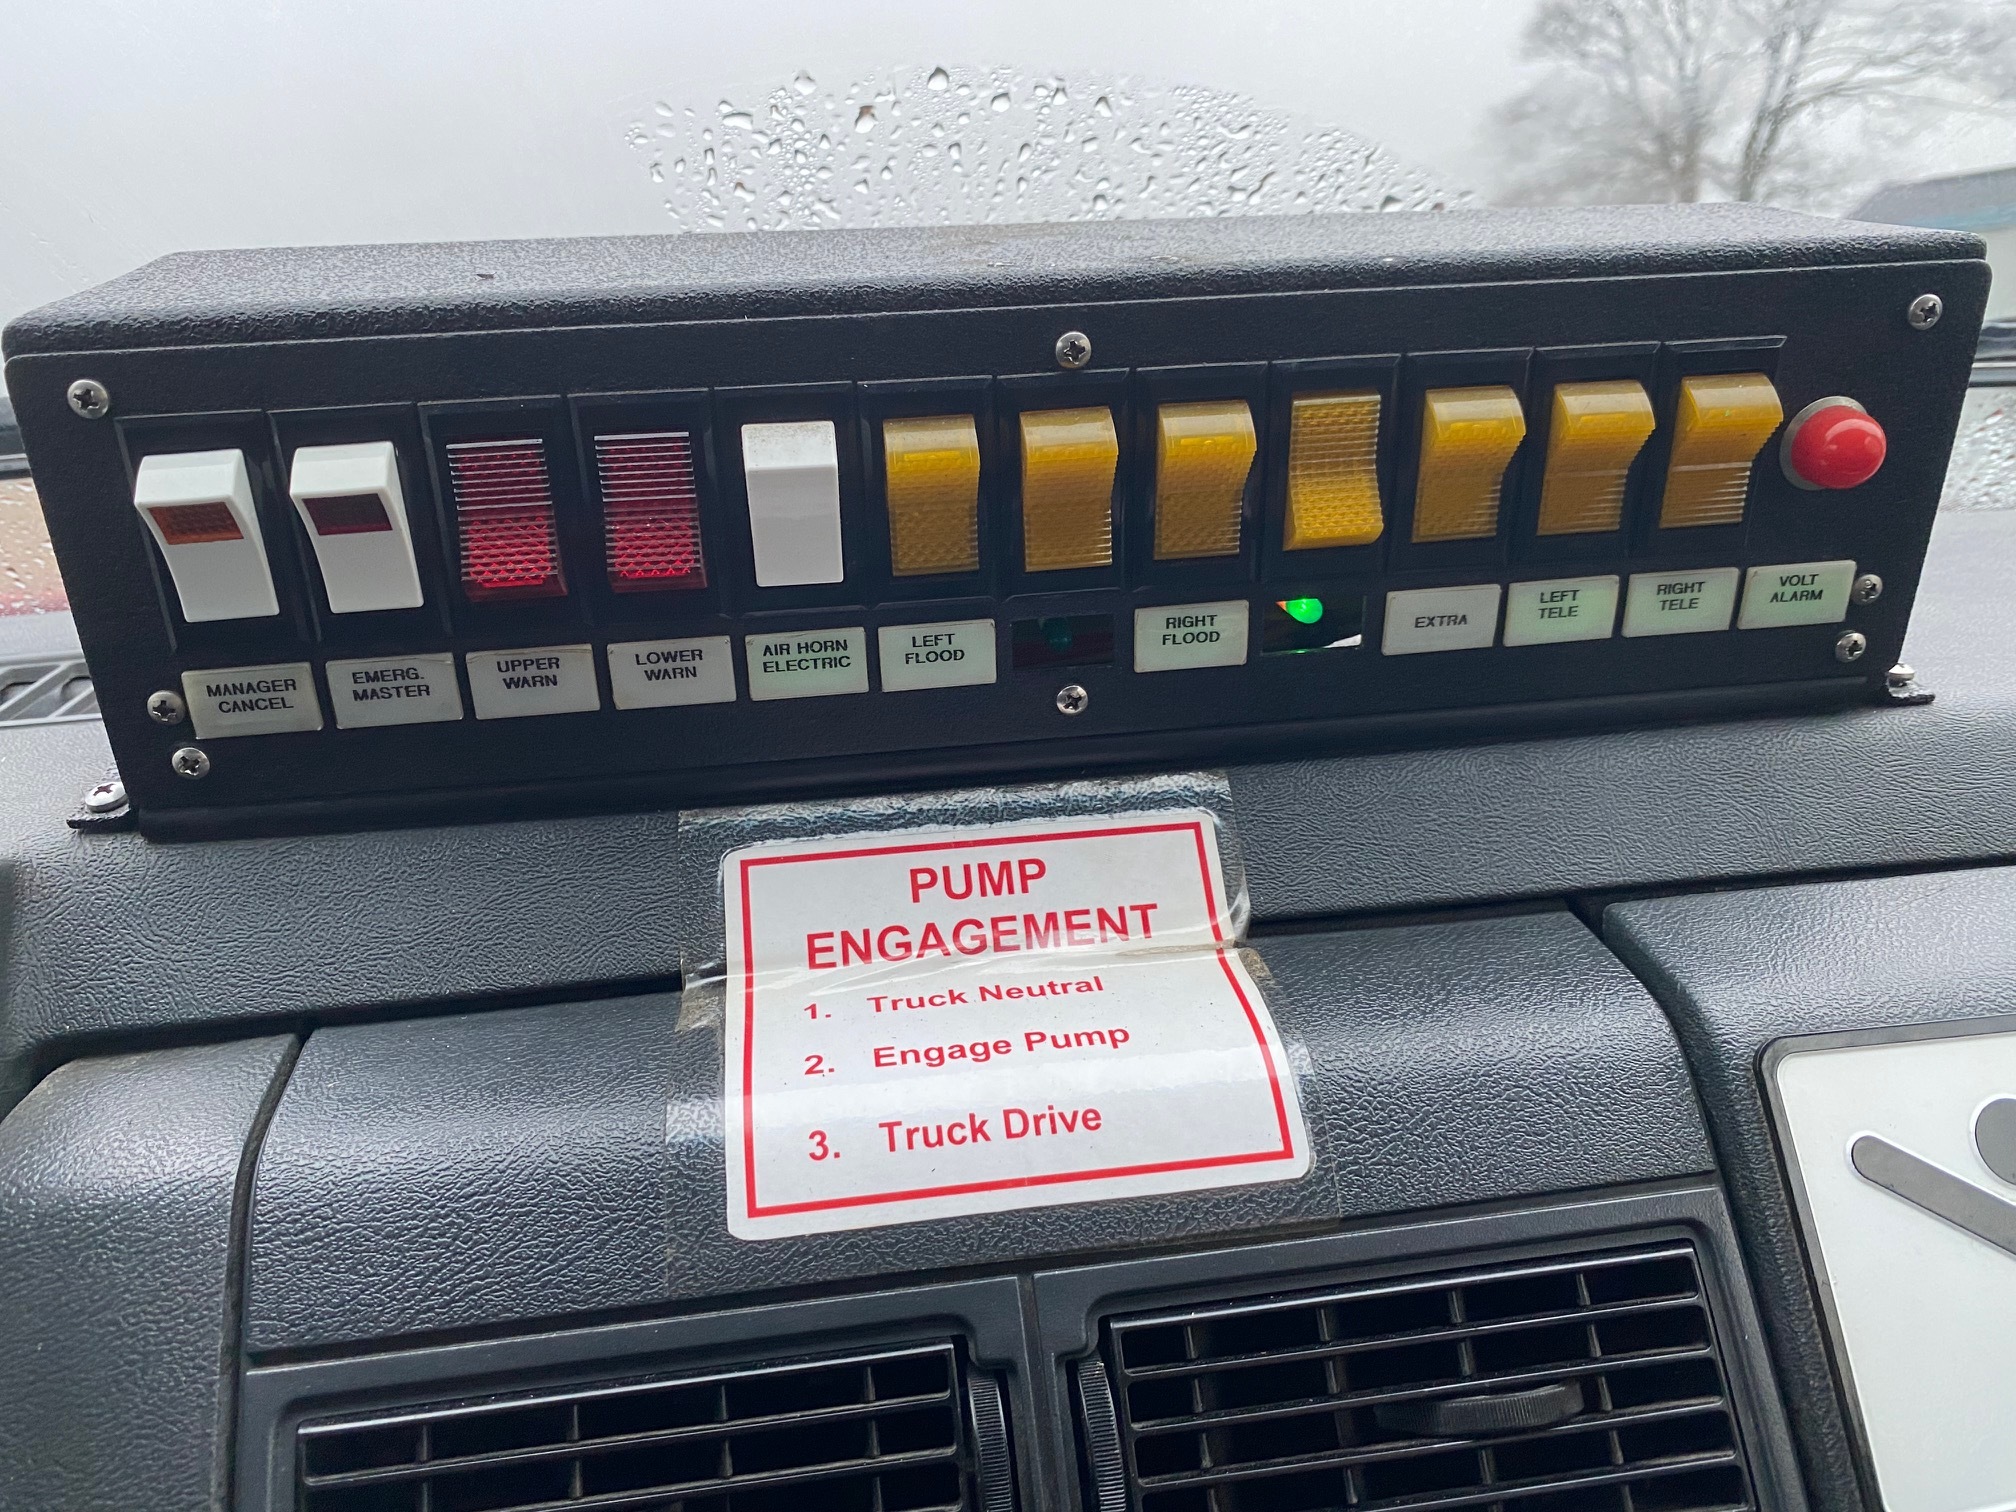 MANAGER
CANCEL
EMERG.
MASTER
UPPER
WARN
LOWER
WARN
AIR HORN
ELECTRIC
LEFT
FLOOD
RIGHT
FLOOD
EXTRA
LEFT
TELE
RIGHT
TELE
VOLT
ALARM
PUMP
ENGAGEMENT
1. Truck Neutral
2. Engage Pump
3. Truck Drive